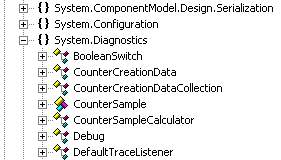 {} System.ComponentModel.Design.Serialization
{} System.Configuration
{} System.Diagnostics
BooleanSwitch
CounterCreationData
CounterCreationDataCollection
CounterSample
CounterSampleCalculator
Debug
DefaultTraceListener